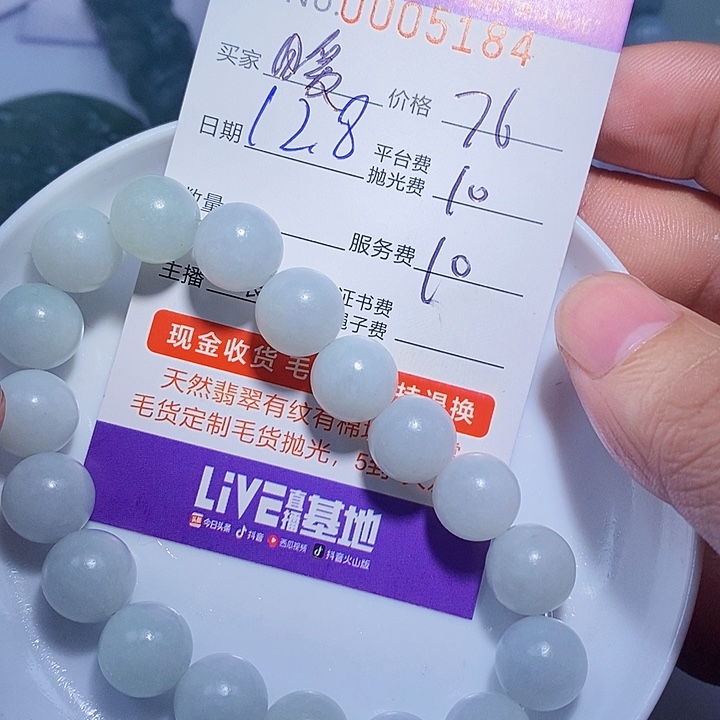 No.0005184
买家 暖 价格 76
日期 12.8 平台费
抛光费 10
数量 服务费 10
主播 证书费
绳子费
现金收货 毛 退换
天然翡翠有纹有棉
毛货定制毛货抛光，5到
LiVE直播基地
今日头条 抖音 西瓜视频 抖音火山版